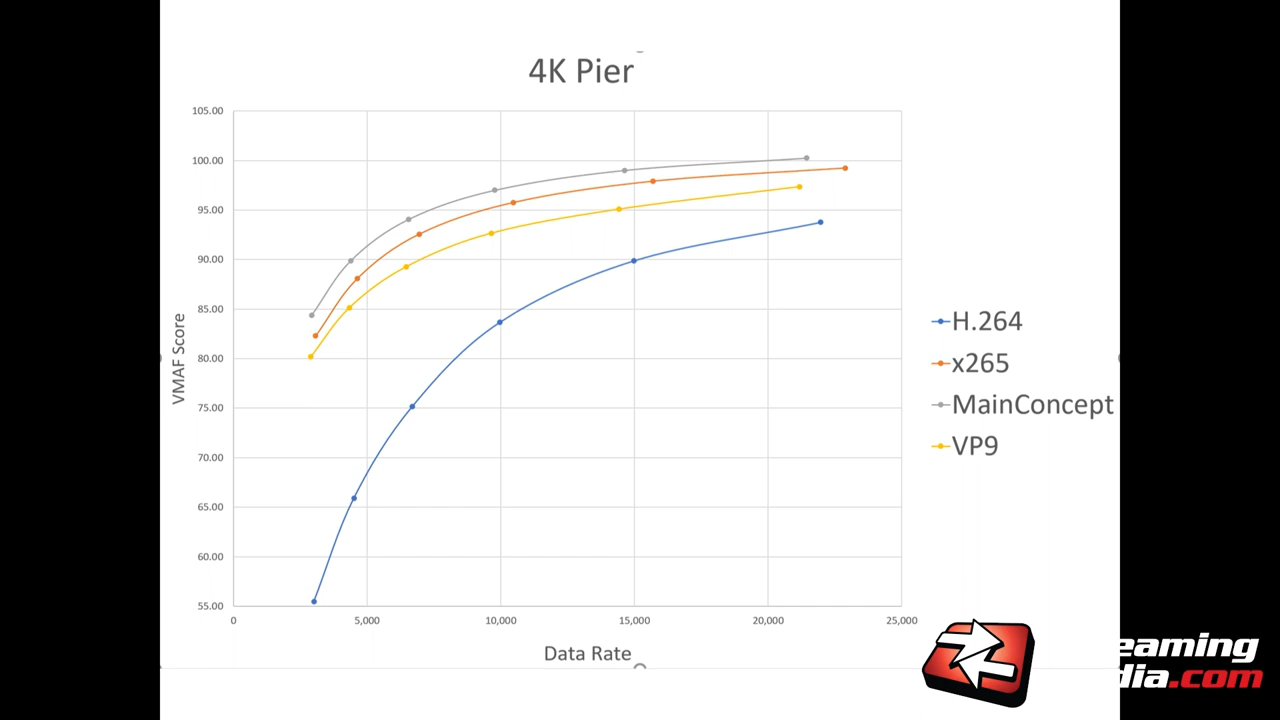 4K Pier
105.00
100.00
95.00
90.00
85.00
80.00
75.00
70.00
65.00
60.00
55.00
VMAF Score
0 5,000 10,000 15,000 20,000 25,000
Data Rate
H.264
x265
MainConcept
VP9
eaming
dia.com